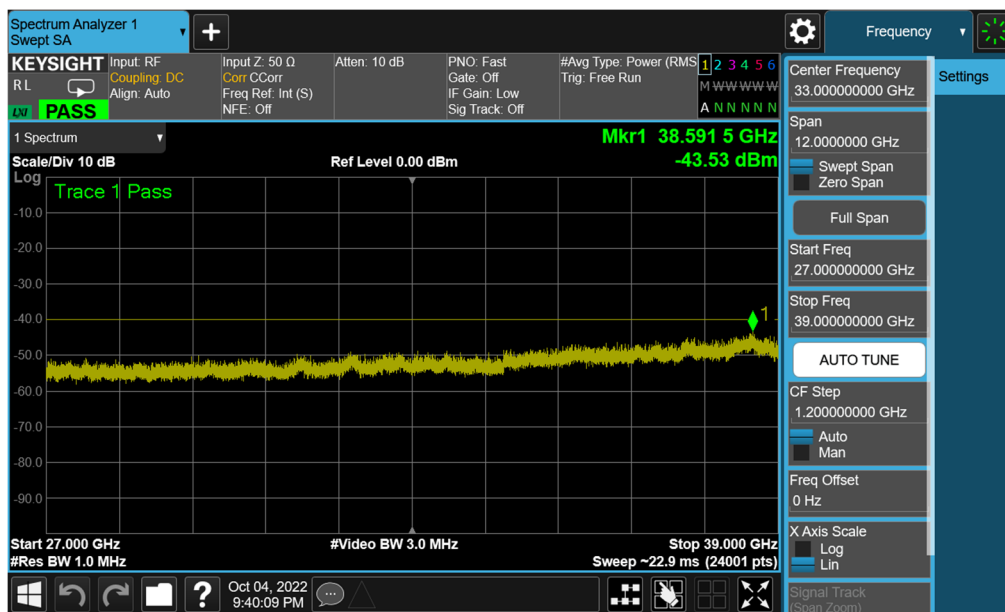 Spectrum Analyzer 1
Swept SA
Frequency
KEYSIGHT
R L
LXI
PASS
Input: RF
Coupling: DC
Align: Auto
Input Z: 50 Ω
Corr CCorr
Freq Ref: Int (S)
NFE: Off
Atten: 10 dB
PNO: Fast
Gate: Off
IF Gain: Low
Sig Track: Off
#Avg Type: Power (RMS
Trig: Free Run
1 2 3 4 5 6
M W W W W W
A N N N N N
1 Spectrum
Mkr1 38.591 5 GHz
Scale/Div 10 dB
Ref Level 0.00 dBm
-43.53 dBm
Log
Trace 1 Pass
-10.0
-20.0
-30.0
-40.0
1
-50.0
-60.0
-70.0
-80.0
-90.0
Start 27.000 GHz
#Video BW 3.0 MHz
Stop 39.000 GHz
#Res BW 1.0 MHz
Sweep ~22.9 ms (24001 pts)
Center Frequency
33.000000000 GHz
Settings
Span
12.0000000 GHz
Swept Span
Zero Span
Full Span
Start Freq
27.000000000 GHz
Stop Freq
39.000000000 GHz
AUTO TUNE
CF Step
1.200000000 GHz
Auto
Man
Freq Offset
0 Hz
X Axis Scale
Log
Lin
Signal Track
(Span Zoom)
?
Oct 04, 2022
9:40:09 PM